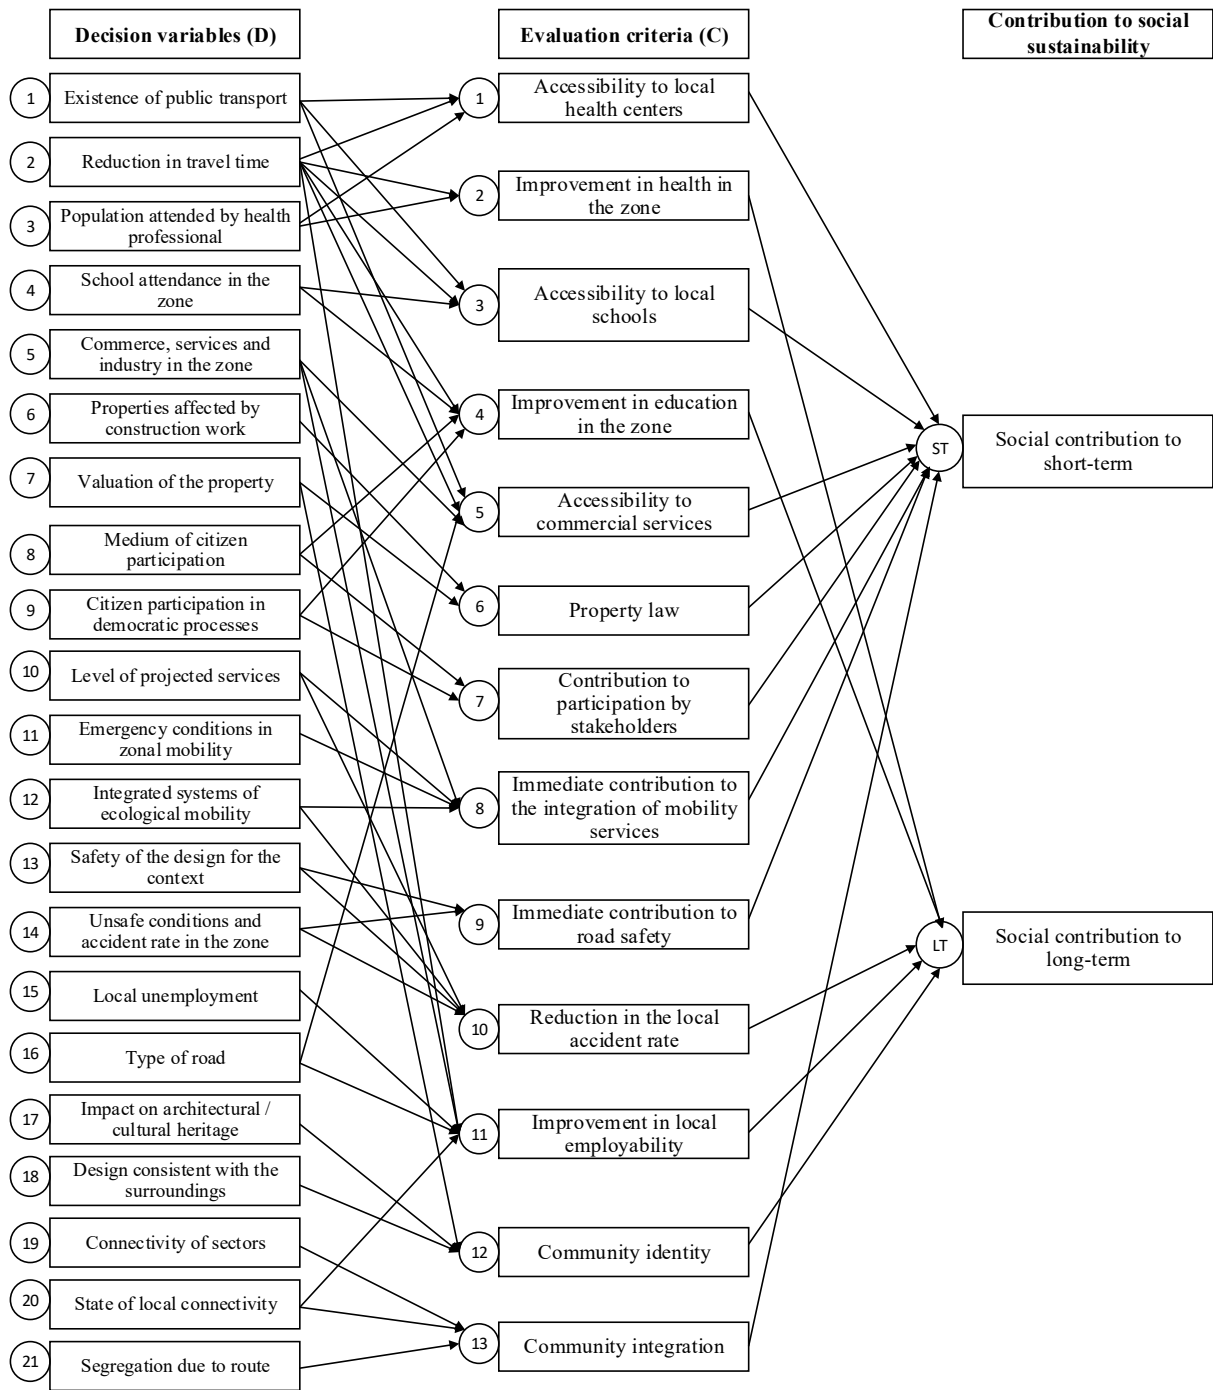 Decision variables (D)
Evaluation criteria (C)
Contribution to social
sustainability
1
Existence of public transport
2
Reduction in travel time
3
Population attended by health
professional
4
School attendance in the
zone
5
Commerce, services and
industry in the zone
6
Properties affected by
construction work
7
Valuation of the property
8
Medium of citizen
participation
9
Citizen participation in
democratic processes
10
Level of projected services
11
Emergency conditions in
zonal mobility
12
Integrated systems of
ecological mobility
13
Safety of the design for the
context
14
Unsafe conditions and
accident rate in the zone
15
Local unemployment
16
Type of road
17
Impact on architectural /
cultural heritage
18
Design consistent with the
surroundings
19
Connectivity of sectors
20
State of local connectivity
21
Segregation due to route
1
Accessibility to local
health centers
2
Improvement in health in
the zone
3
Accessibility to local
schools
4
Improvement in education
in the zone
5
Accessibility to
commercial services
6
Property law
7
Contribution to
participation by
stakeholders
8
Immediate contribution to
the integration of mobility
services
9
Immediate contribution to
road safety
10
Reduction in the local
accident rate
11
Improvement in local
employability
12
Community identity
13
Community integration
ST
Social contribution to
short-term
LT
Social contribution to
long-term